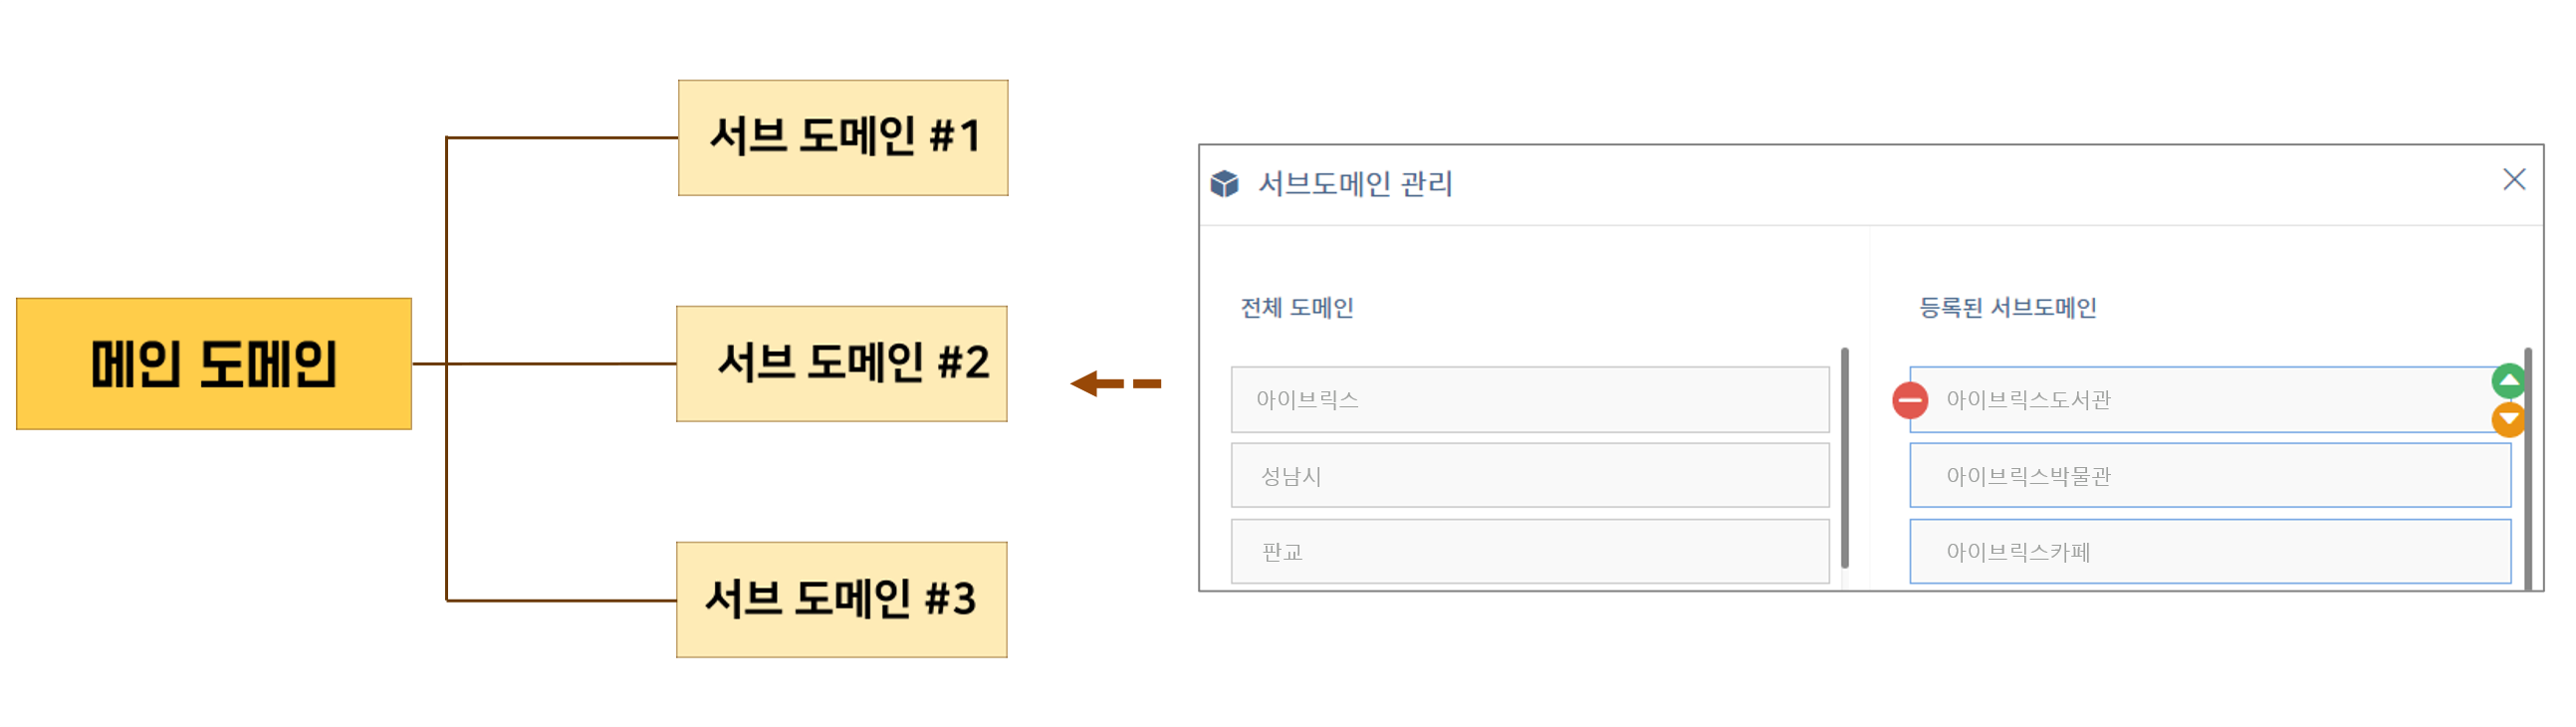 메인 도메인
서브 도메인 #1
서브 도메인 #2
서브 도메인 #3
서브도메인 관리
전체 도메인
아이브릭스
성남시
판교
등록된 서브도메인
아이브릭스도서관
아이브릭스박물관
아이브릭스카페